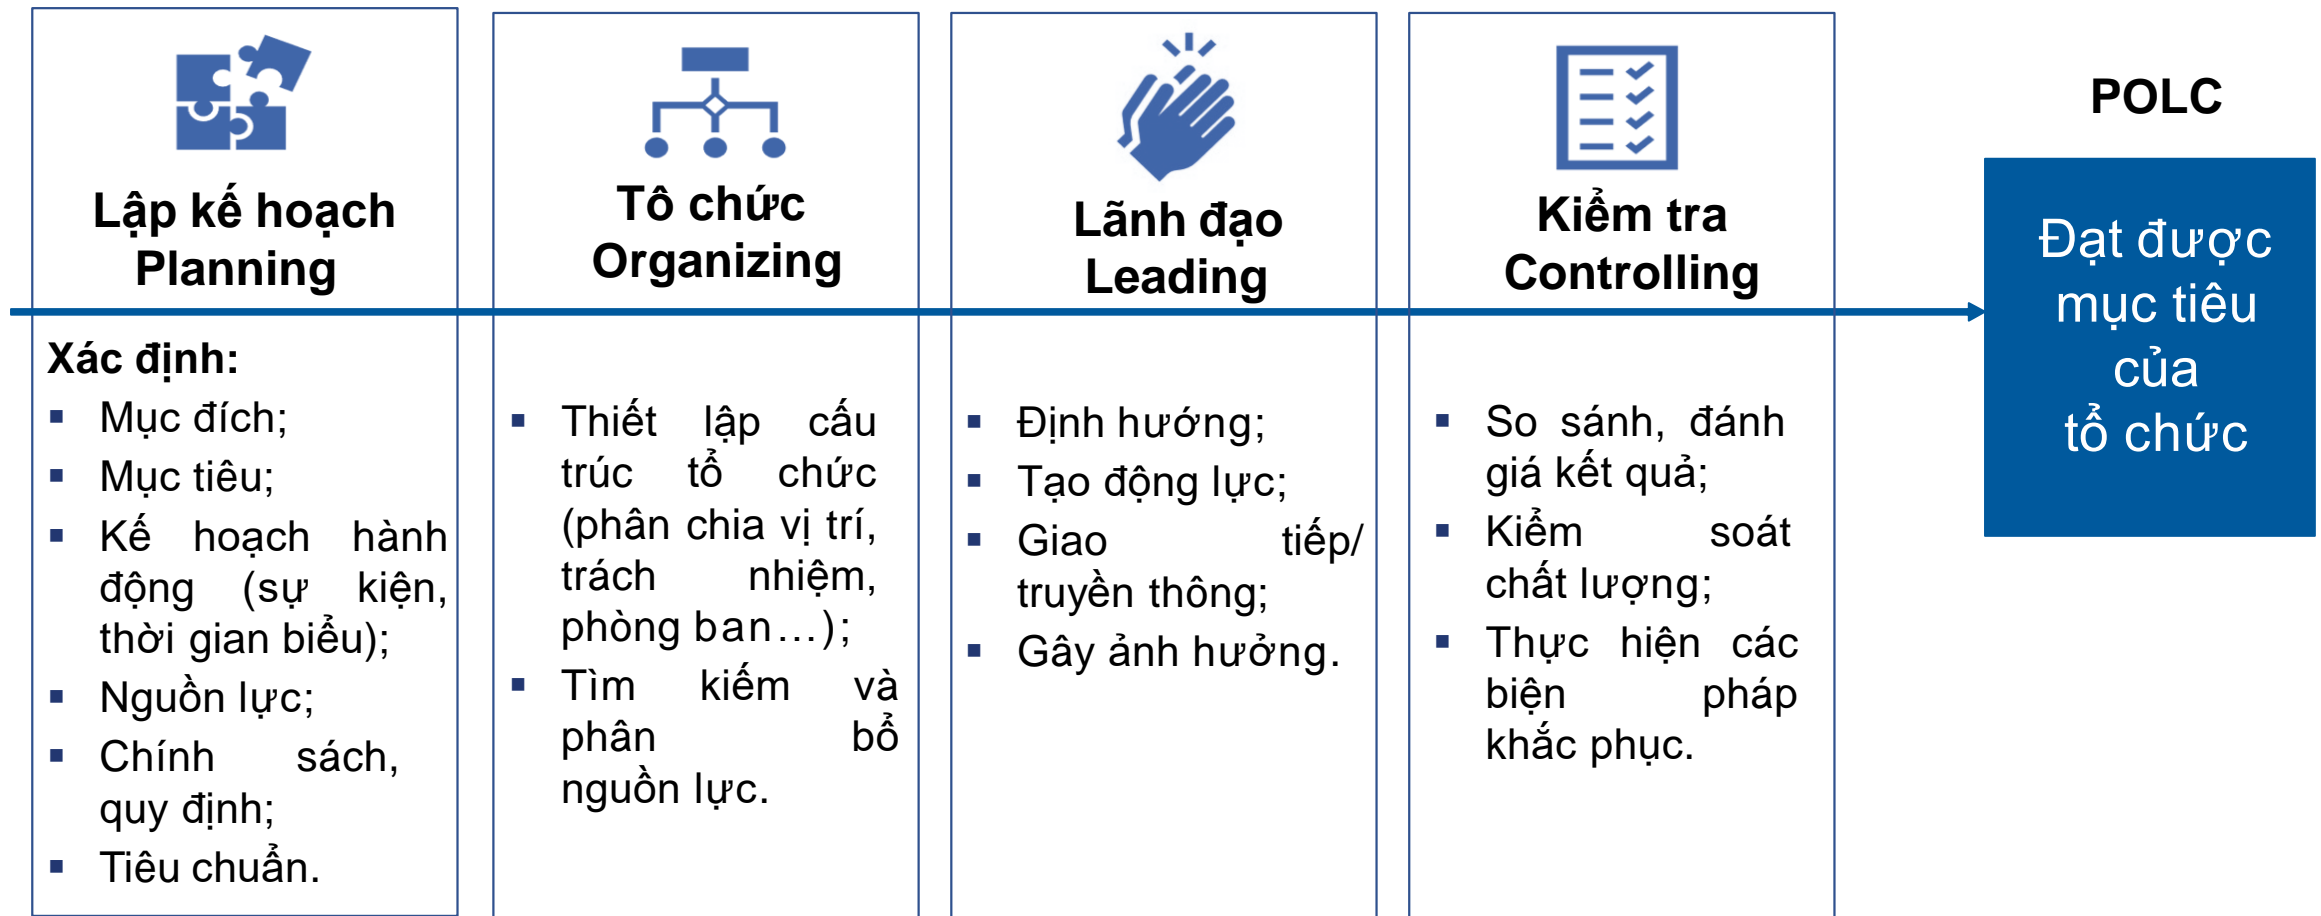 Lập kế hoạch
Planning
Xác định:
▪ Mục đích;
▪ Mục tiêu;
▪ Kế hoạch hành
động (sự kiện,
thời gian biểu);
▪ Nguồn lực;
▪ Chính sách,
quy định;
▪ Tiêu chuẩn.
Tô chức
Organizing
▪ Thiết lập cấu
trúc tổ chức
(phân chia vị trí,
trách nhiệm,
phòng ban...);
▪ Tìm kiếm và
phân bổ
nguồn lực.
Lãnh đạo
Leading
▪ Định hướng;
▪ Tạo động lực;
▪ Giao tiếp/
truyền thông;
▪ Gây ảnh hưởng.
Kiểm tra
Controlling
▪ So sánh, đánh
giá kết quả;
▪ Kiểm soát
chất lượng;
▪ Thực hiện các
biện pháp
khắc phục.
POLC
Đạt được
mục tiêu
của
tổ chức